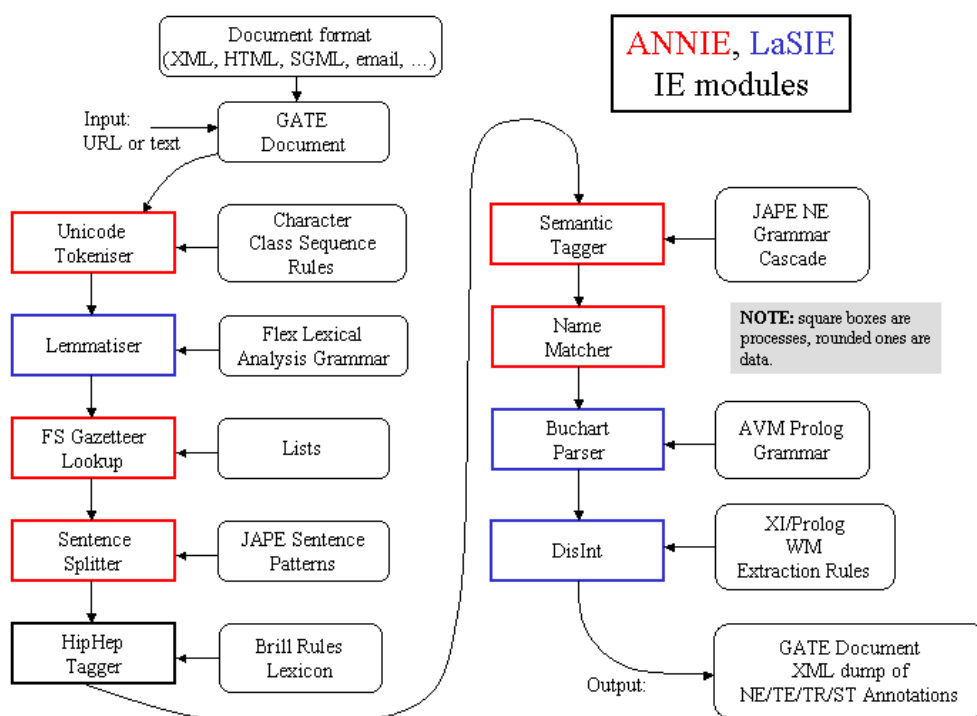 Document format
(XML, HTML, SGML, email, ...)
ANNIE, LaSIE
IE modules
Input:
URL or text
GATE
Document
Unicode
Tokeniser
Character
Class Sequence
Rules
Lemmatiser
Flex Lexical
Analysis Grammar
FS Gazetteer
Lookup
Lists
Sentence
Splitter
JAPE Sentence
Patterns
HipHep
Tagger
Brill Rules
Lexicon
Semantic
Tagger
JAPE NE
Grammar
Cascade
Name
Matcher
NOTE: square boxes are
processes, rounded ones are
data.
Buchart
Parser
AVM Prolog
Grammar
DisInt
XI/Prolog
WM
Extraction Rules
Output:
GATE Document
XML dump of
NE/TE/TR/ST Annotations